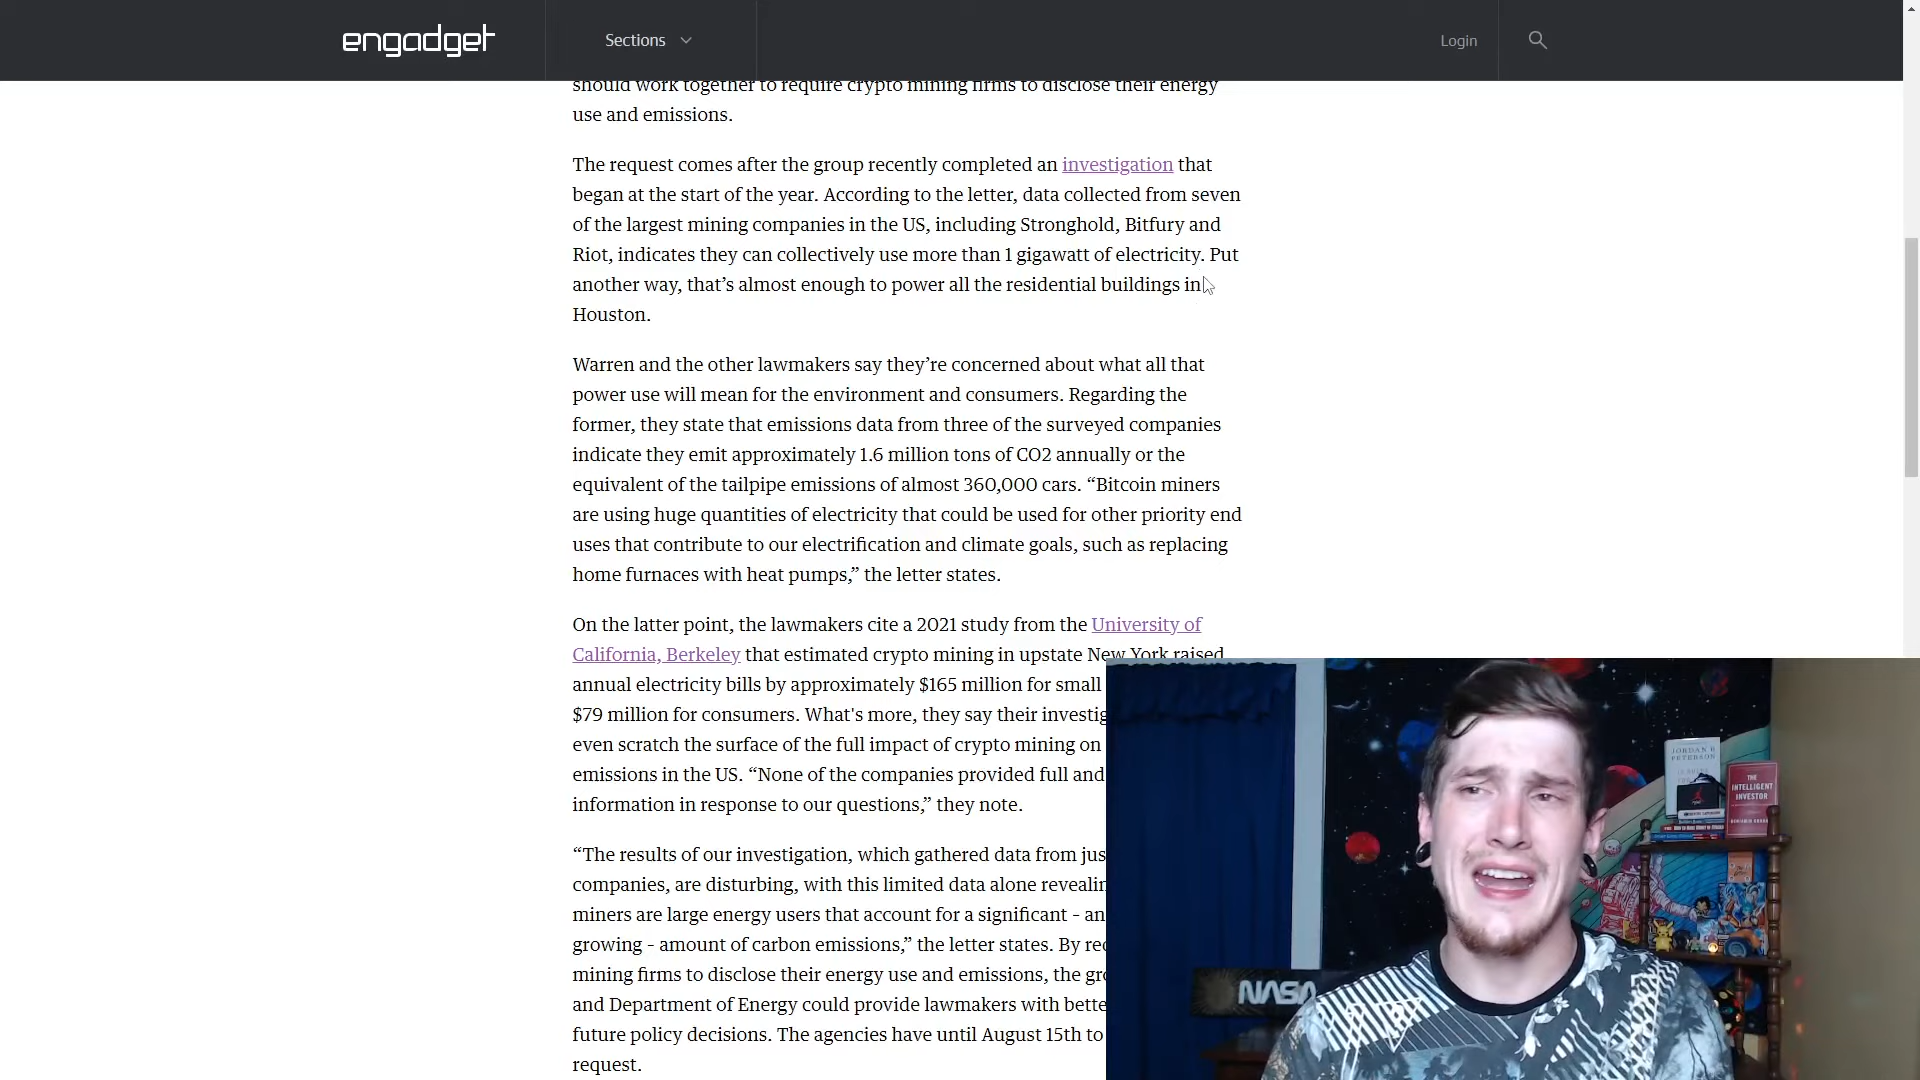 engadget
Sections
Login
should work together to require crypto mining firms to disclose their energy
use and emissions.
The request comes after the group recently completed an investigation that
began at the start of the year. According to the letter, data collected from seven
of the largest mining companies in the US, including Stronghold, Bitfury and
Riot, indicates they can collectively use more than 1 gigawatt of electricity. Put
another way, that’s almost enough to power all the residential buildings in
Houston.
Warren and the other lawmakers say they’re concerned about what all that
power use will mean for the environment and consumers. Regarding the
former, they state that emissions data from three of the surveyed companies
indicate they emit approximately 1.6 million tons of CO2 annually or the
equivalent of the tailpipe emissions of almost 360,000 cars. “Bitcoin miners
are using huge quantities of electricity that could be used for other priority end
uses that contribute to our electrification and climate goals, such as replacing
home furnaces with heat pumps,” the letter states.
On the latter point, the lawmakers cite a 2021 study from the University of
California, Berkeley that estimated crypto mining in upstate New York raised
annual electricity bills by approximately $165 million for small
$79 million for consumers. What's more, they say their investig
even scratch the surface of the full impact of crypto mining on
emissions in the US. “None of the companies provided full and
information in response to our questions,” they note.
“The results of our investigation, which gathered data from jus
companies, are disturbing, with this limited data alone revealin
miners are large energy users that account for a significant – an
growing – amount of carbon emissions,” the letter states. By rec
mining firms to disclose their energy use and emissions, the gro
and Department of Energy could provide lawmakers with bette
future policy decisions. The agencies have until August 15th to
request.
JORDAN B
PETERSON
THE
INTELLIGENT
INVESTOR
NASA